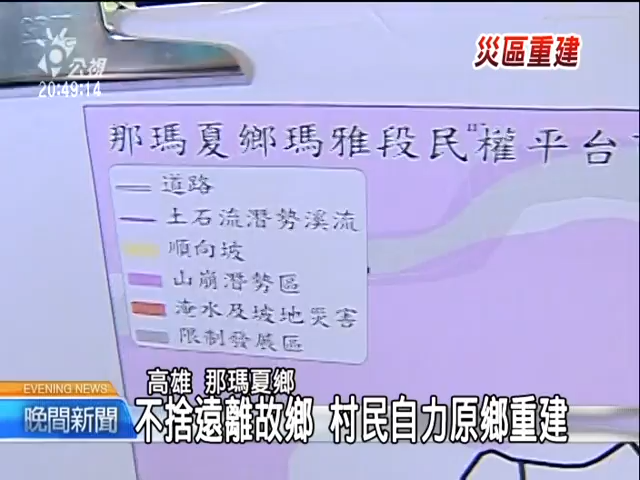 公視
20:49:14
災區重建
那瑪夏鄉瑪雅段民權平台
道路
土石流潛勢溪流
順向坡
山崩潛勢區
淹水及坡地災害
限制發展區
高雄 那瑪夏鄉
EVENING NEWS
晚間新聞
不捨遠離故鄉 村民自力原鄉重建